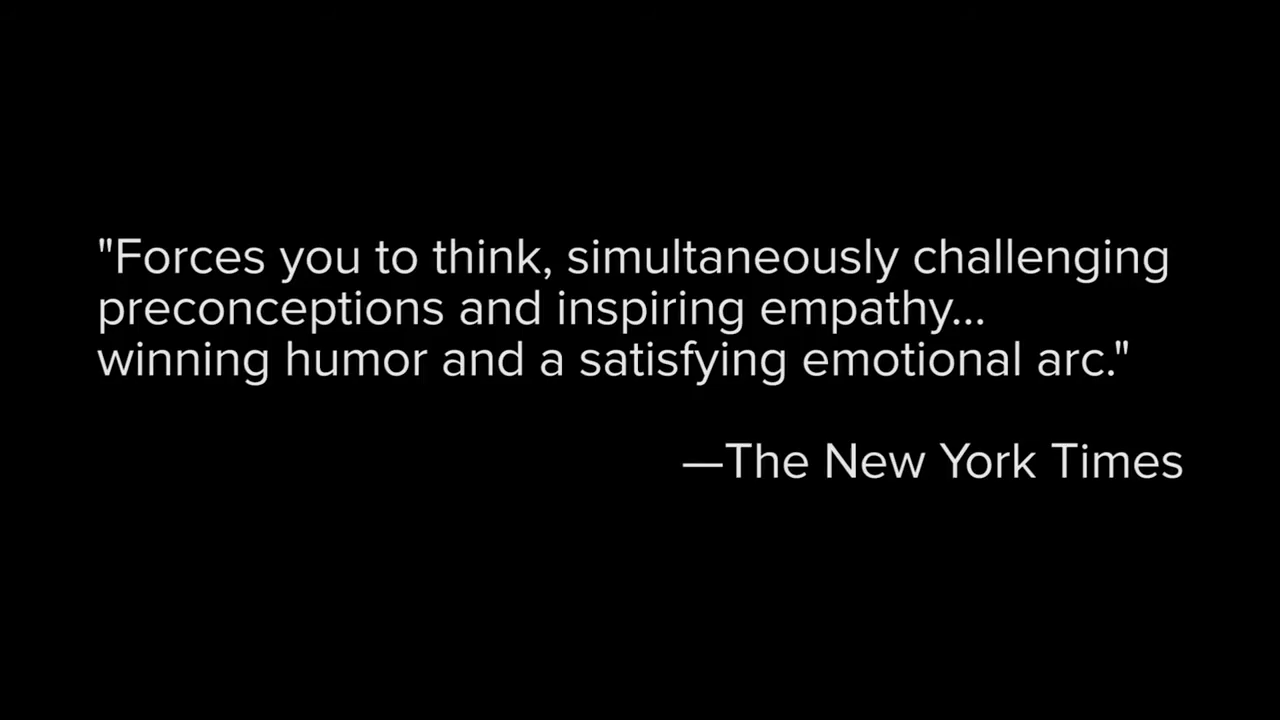 "Forces you to think, simultaneously challenging
preconceptions and inspiring empathy...
winning humor and a satisfying emotional arc."
—The New York Times